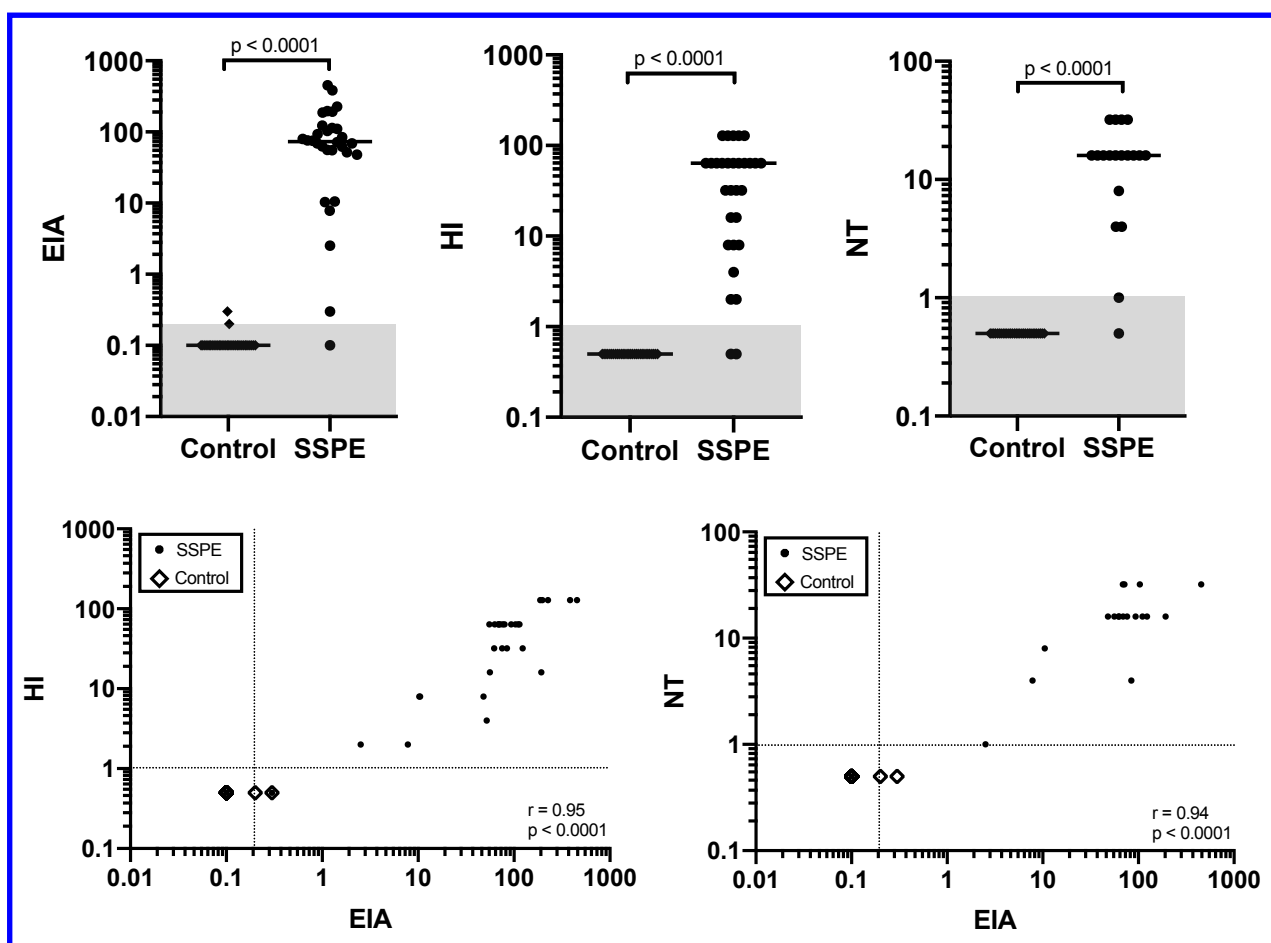 p < 0.0001
1000
100
10
1
0.1
0.01
EIA
Control SSPE
p < 0.0001
1000
100
10
1
0.1
HI
Control SSPE
p < 0.0001
100
10
1
0.1
NT
Control SSPE
1000
100
10
1
0.1
HI
SSPE
Control
r = 0.95
p < 0.0001
0.01 0.1 1 10 100 1000
EIA
100
10
1
0.1
NT
SSPE
Control
r = 0.94
p < 0.0001
0.01 0.1 1 10 100 1000
EIA